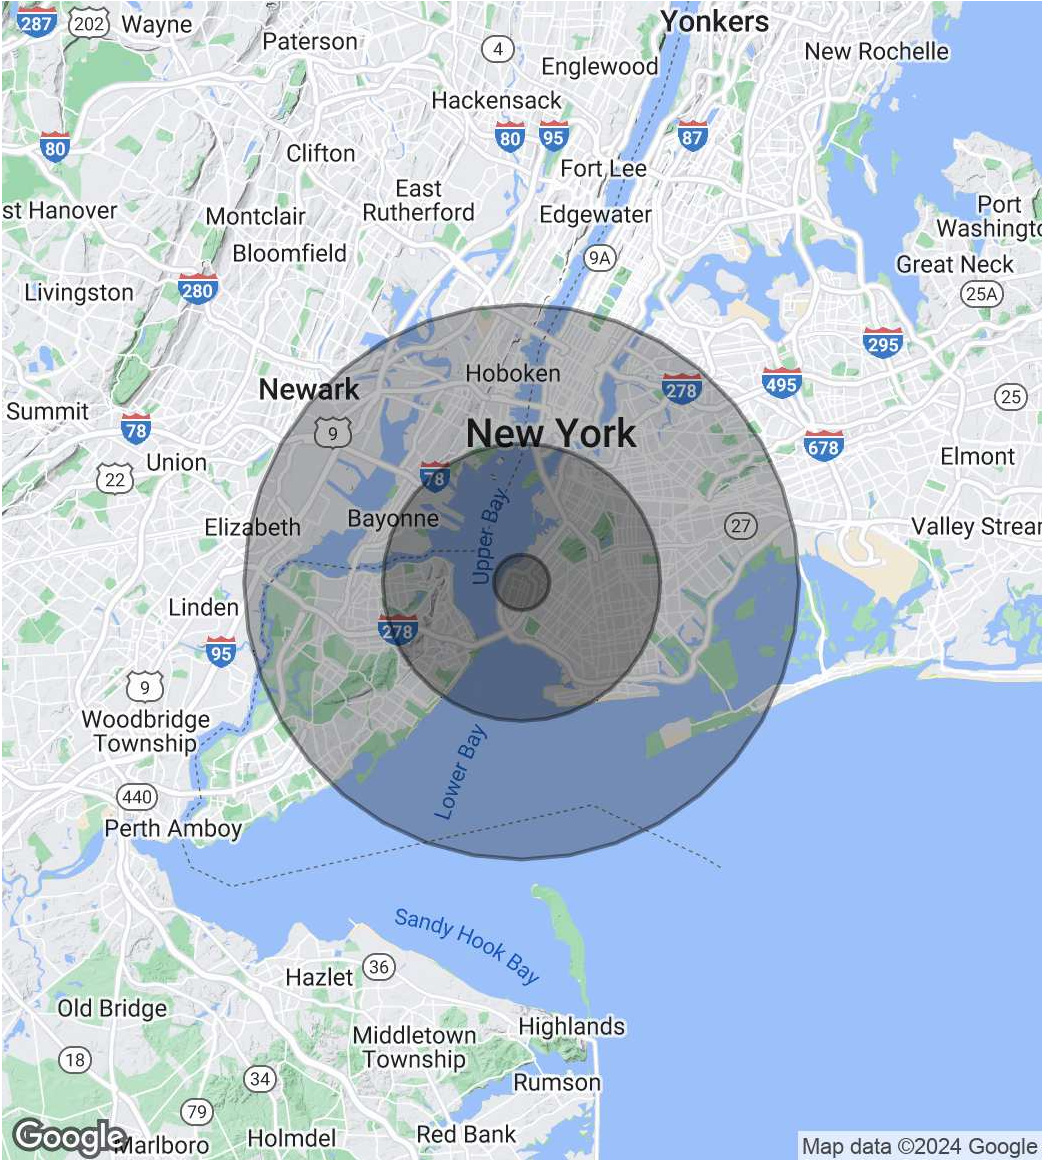 287
202
Wayne
Yonkers
Paterson
4
New Rochelle
Englewood
Hackensack
80
95
87
80
Clifton
Fort Lee
East
Rutherford
st Hanover
Montclair
Edgewater
Port
Washingto
Bloomfield
9A
Great Neck
Livingston
280
25A
295
Hoboken
Newark
278
495
25
Summit
78
9
New York
678
Union
22
78
Elmont
Elizabeth
Bayonne
Upper Bay
27
Valley Strear
Linden
278
95
9
Woodbridge
Township
Lower Bay
440
Perth Amboy
Sandy Hook Bay
Hazlet
36
Old Bridge
Highlands
Middletown
Township
18
34
Rumson
79
Google
Marlboro
Holmdel
Red Bank
Map data ©2024 Google